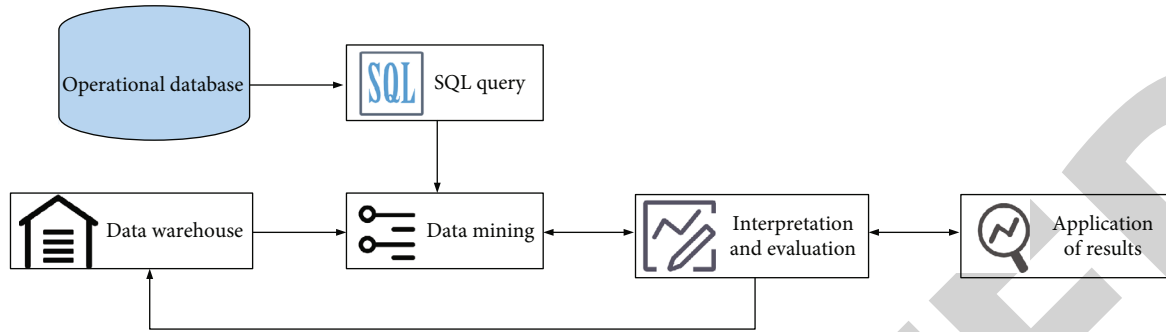 Operational database
SQL
SQL query
Data warehouse
Data mining
Interpretation
and evaluation
Application
of results